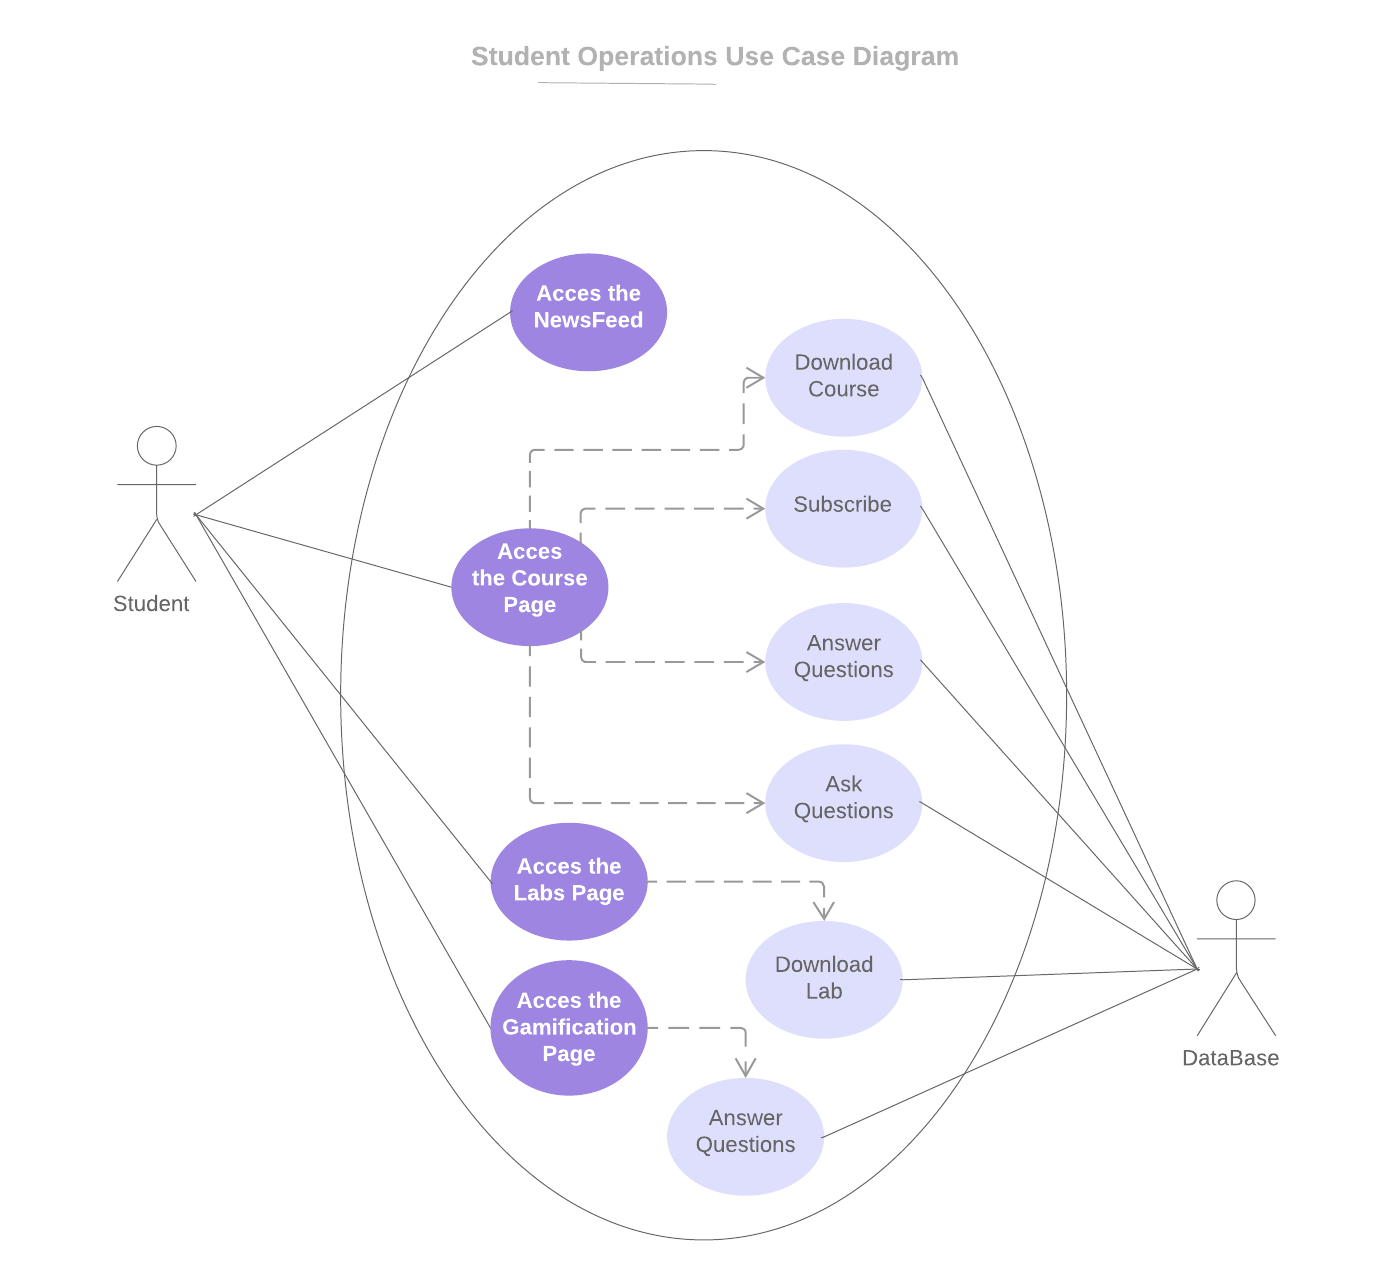 Student Operations Use Case Diagram
Acces the
NewsFeed
Download
Course
Subscribe
Acces
the Course
Page
Student
Answer
Questions
Ask
Questions
Acces the
Labs Page
Download
Lab
Acces the
Gamification
Page
DataBase
Answer
Questions